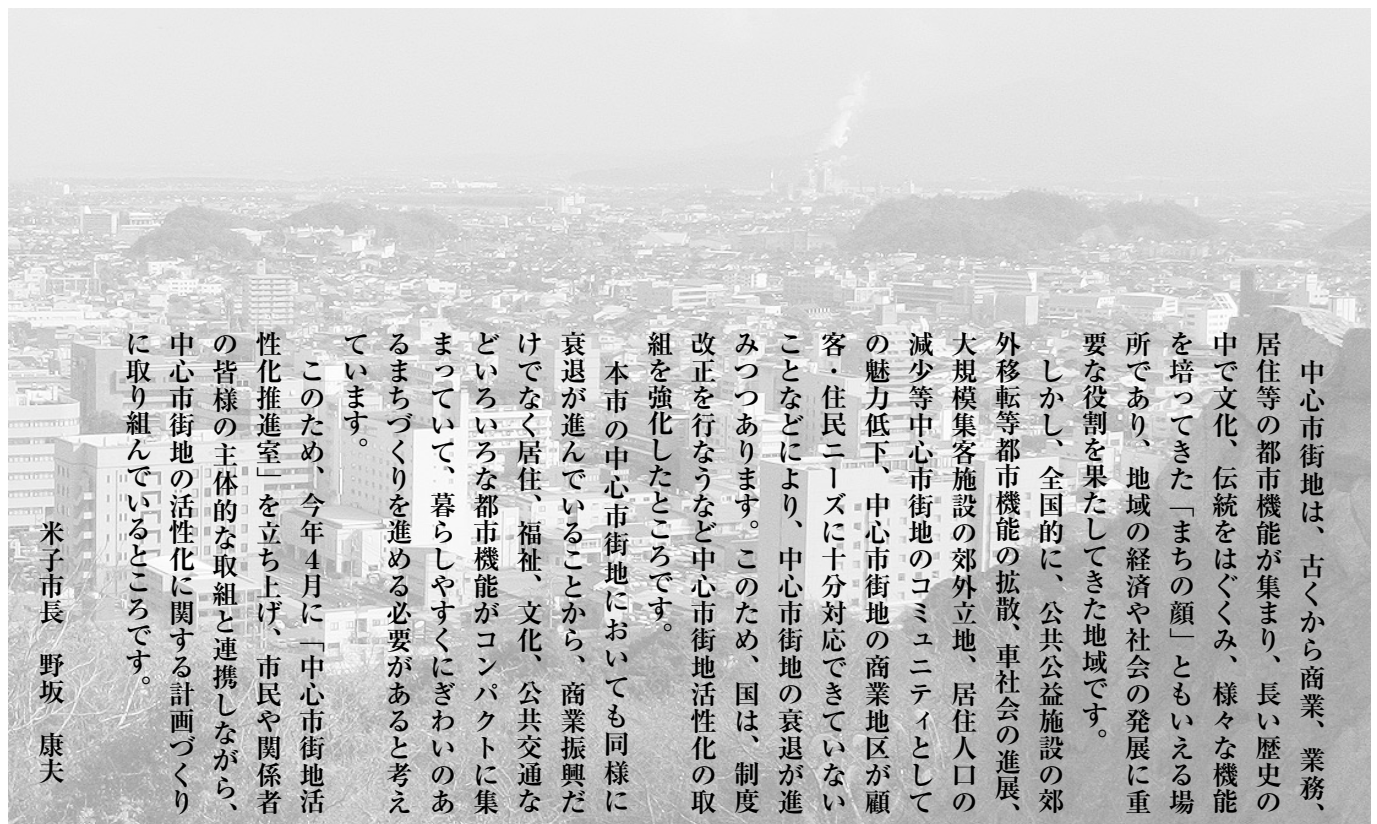 中心市街地は、古くから商業、業務、
居住等の都市機能が集まり、長い歴史の
中で文化、伝統をはぐくみ、様々な機能
を培ってきた「まちの顔」ともいえる場
所であり、地域の経済や社会の発展に重
要な役割を果たしてきた地域です。
しかし、全国的に、公共公益施設の郊
外移転等都市機能の拡散、車社会の進展、
大規模集客施設の郊外立地、居住人口の
減少等中心市街地のコミュニティとして
の魅力低下、中心市街地の商業地区が顧
客・住民ニーズに十分対応できていない
ことなどにより、中心市街地の衰退が進
みつつあります。このため、国は、制度
改正を行なうなど中心市街地活性化の取
組を強化したところです。
本市の中心市街地においても同様に
衰退が進んでいることから、商業振興だ
けでなく居住、福祉、文化、公共交通な
どいろいろな都市機能がコンパクトに集
まっていて、暮らしやすくにぎわいのあ
るまちづくりを進める必要があると考え
ています。
このため、今年４月に「中心市街地活
性化推進室」を立ち上げ、市民や関係者
の皆様の主体的な取組と連携しながら、
中心市街地の活性化に関する計画づくり
に取り組んでいるところです。
米子市長　野坂　康夫